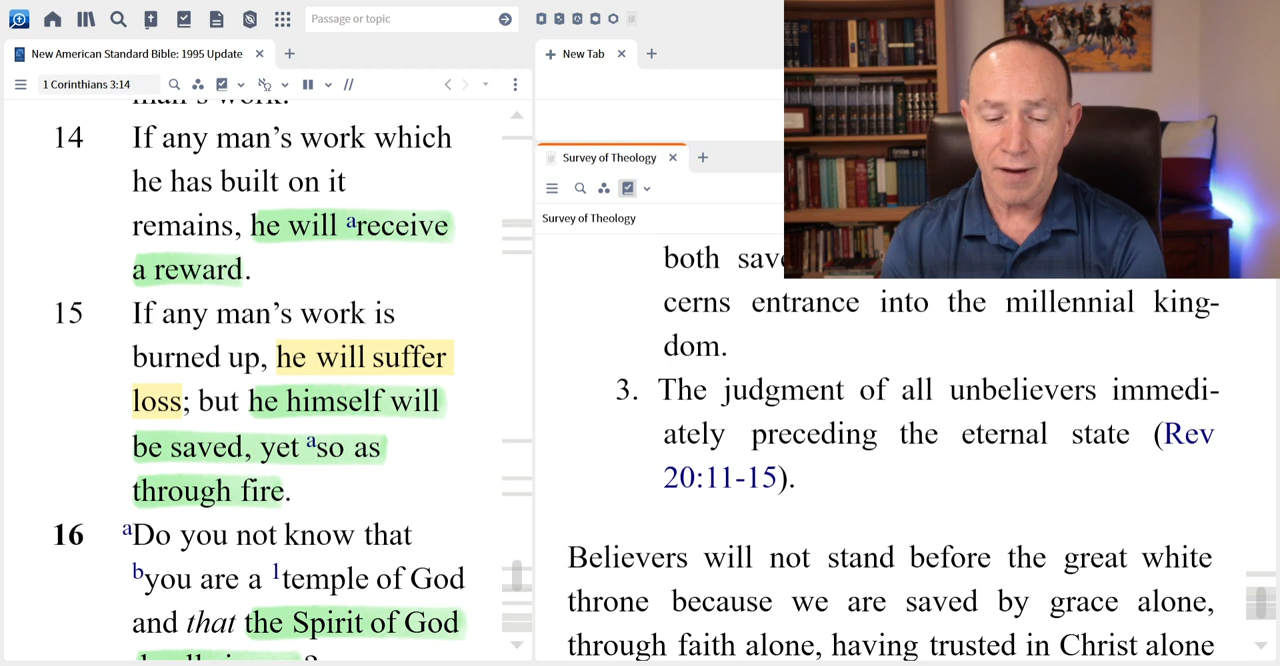 Passage or topic
New American Standard Bible: 1995 Update
New Tab
1 Corinthians 3:14
man's work.
14 If any man’s work which
he has built on it
remains, he will a receive
a reward.
15 If any man’s work is
burned up, he will suffer
loss; but he himself will
be saved, yet a so as
through fire.
16 a Do you not know that
b you are a 1 temple of God
and that the Spirit of God
Survey of Theology
Survey of Theology
both
cerns entrance into the millennial king-
dom.
3. The judgment of all unbelievers immedi-
ately preceding the eternal state (Rev
20:11-15).
Believers will not stand before the great white
throne because we are saved by grace alone,
through faith alone, having trusted in Christ alone